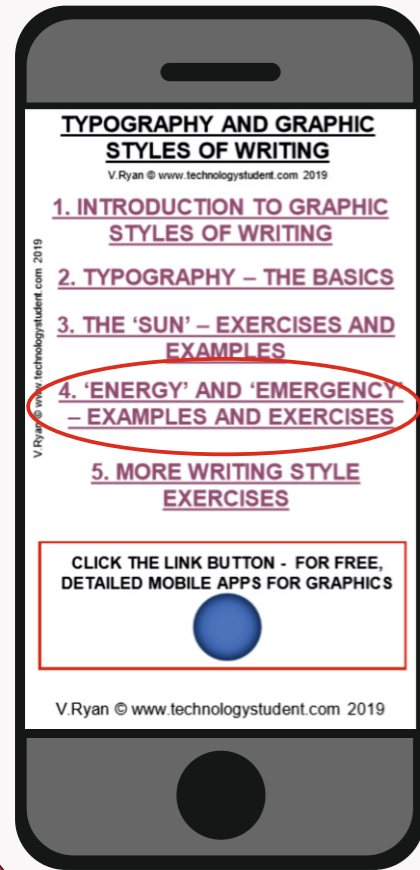 TYPOGRAPHY AND GRAPHIC
STYLES OF WRITING
V.Ryan © www.technologystudent.com 2019
1. INTRODUCTION TO GRAPHIC
STYLES OF WRITING
2. TYPOGRAPHY – THE BASICS
3. THE ‘SUN’ – EXERCISES AND
EXAMPLES
4. ‘ENERGY’ AND ‘EMERGENCY’
– EXAMPLES AND EXERCISES
5. MORE WRITING STYLE
EXERCISES
V.Ryan © www.technologystudent.com 2019
CLICK THE LINK BUTTON - FOR FREE,
DETAILED MOBILE APPS FOR GRAPHICS
V.Ryan © www.technologystudent.com 2019